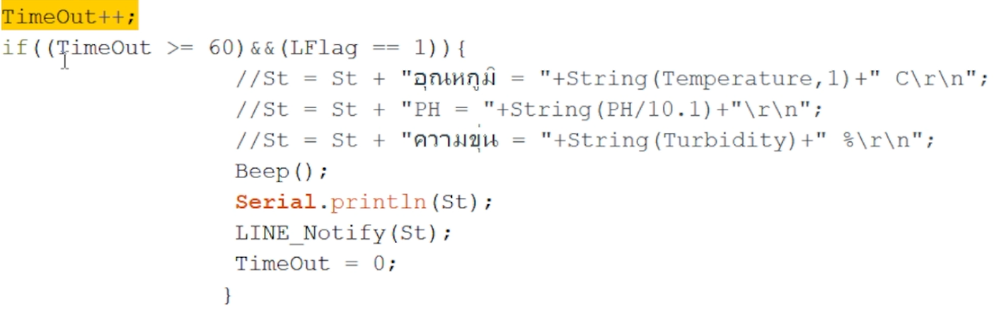 TimeOut++;
if((TimeOut >= 60)&&(LFlag == 1)){
//St = St + "อุณหภูมิ = "+String(Temperature,1)+" C\r\n";
//St = St + "PH = "+String(PH/10.1)+"\r\n";
//St = St + "ความขุ่น = "+String(Turbidity)+" %\r\n";
Beep();
Serial.println(St);
LINE_Notify(St);
TimeOut = 0;
}